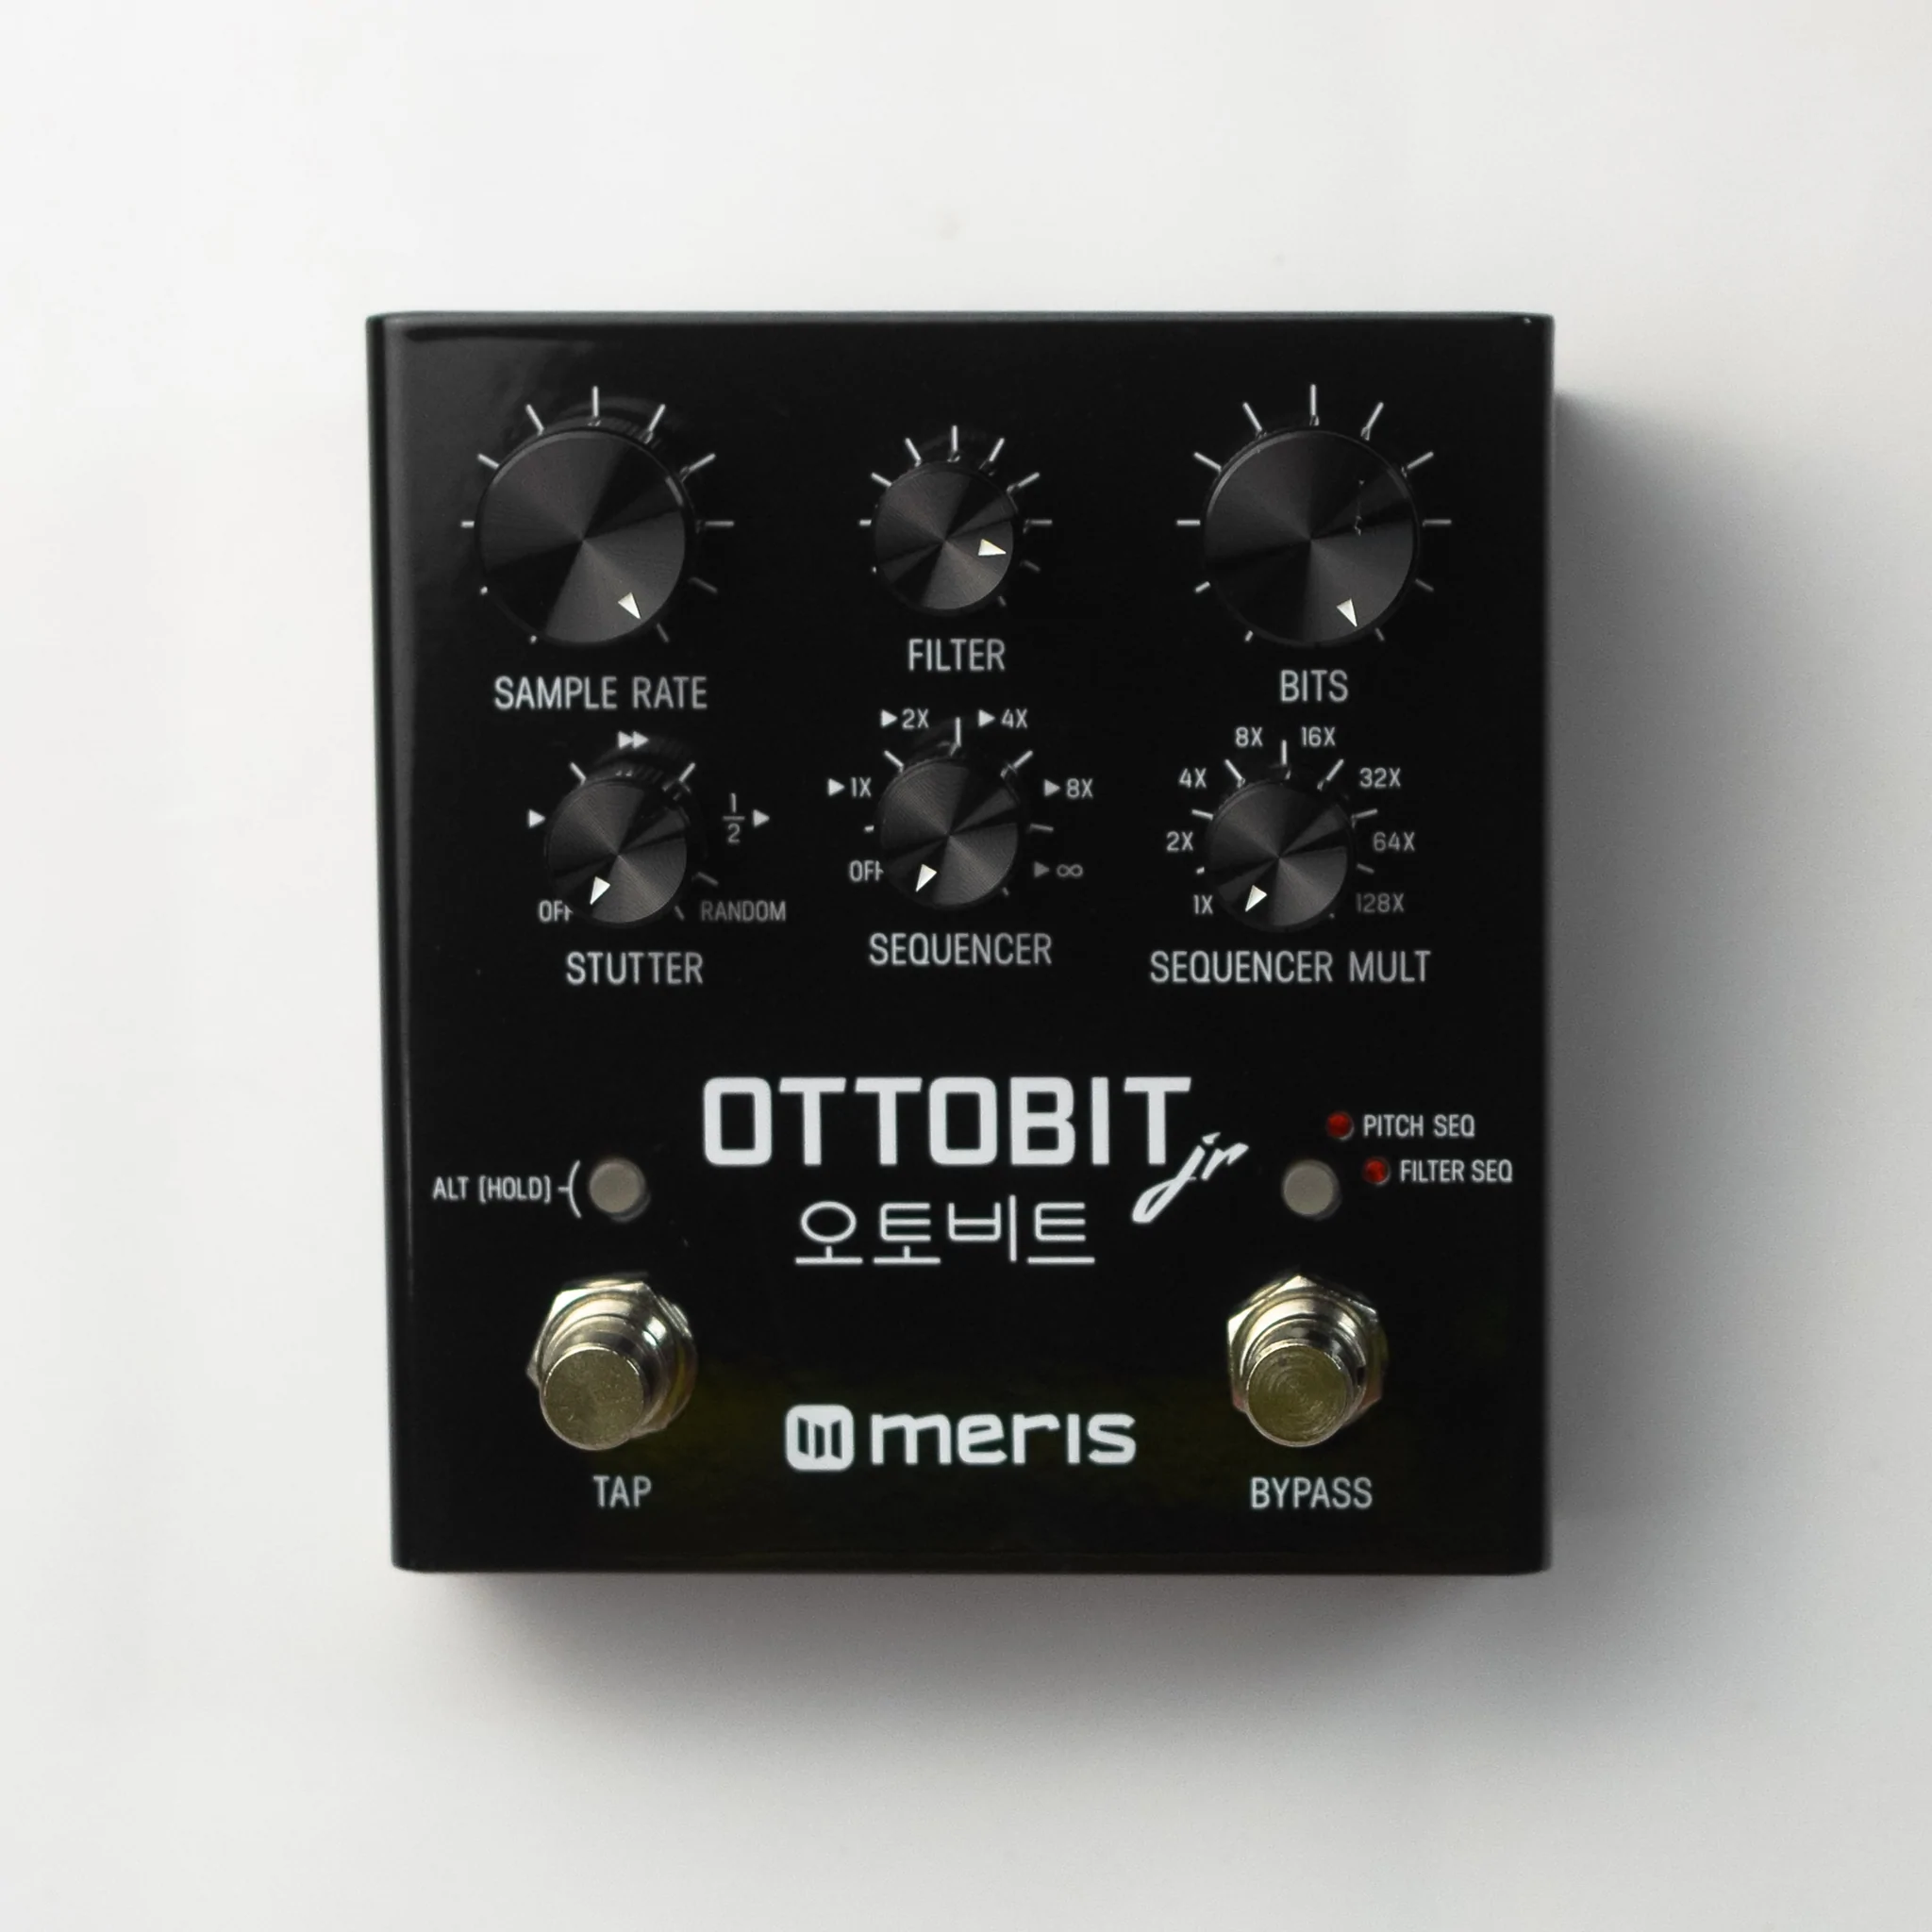 FILTER
SAMPLE RATE
BITS
▶▶
▶2X
▶4X
8X
16X
▶
1/2 ▶
▶1X
▶8X
4X
32X
OFF
▶∞
2X
64X
OFF
RANDOM
1X
128X
STUTTER
SEQUENCER
SEQUENCER MULT
OTTOBIT jr
오토비트
PITCH SEQ
FILTER SEQ
ALT [HOLD]
meris
TAP
BYPASS